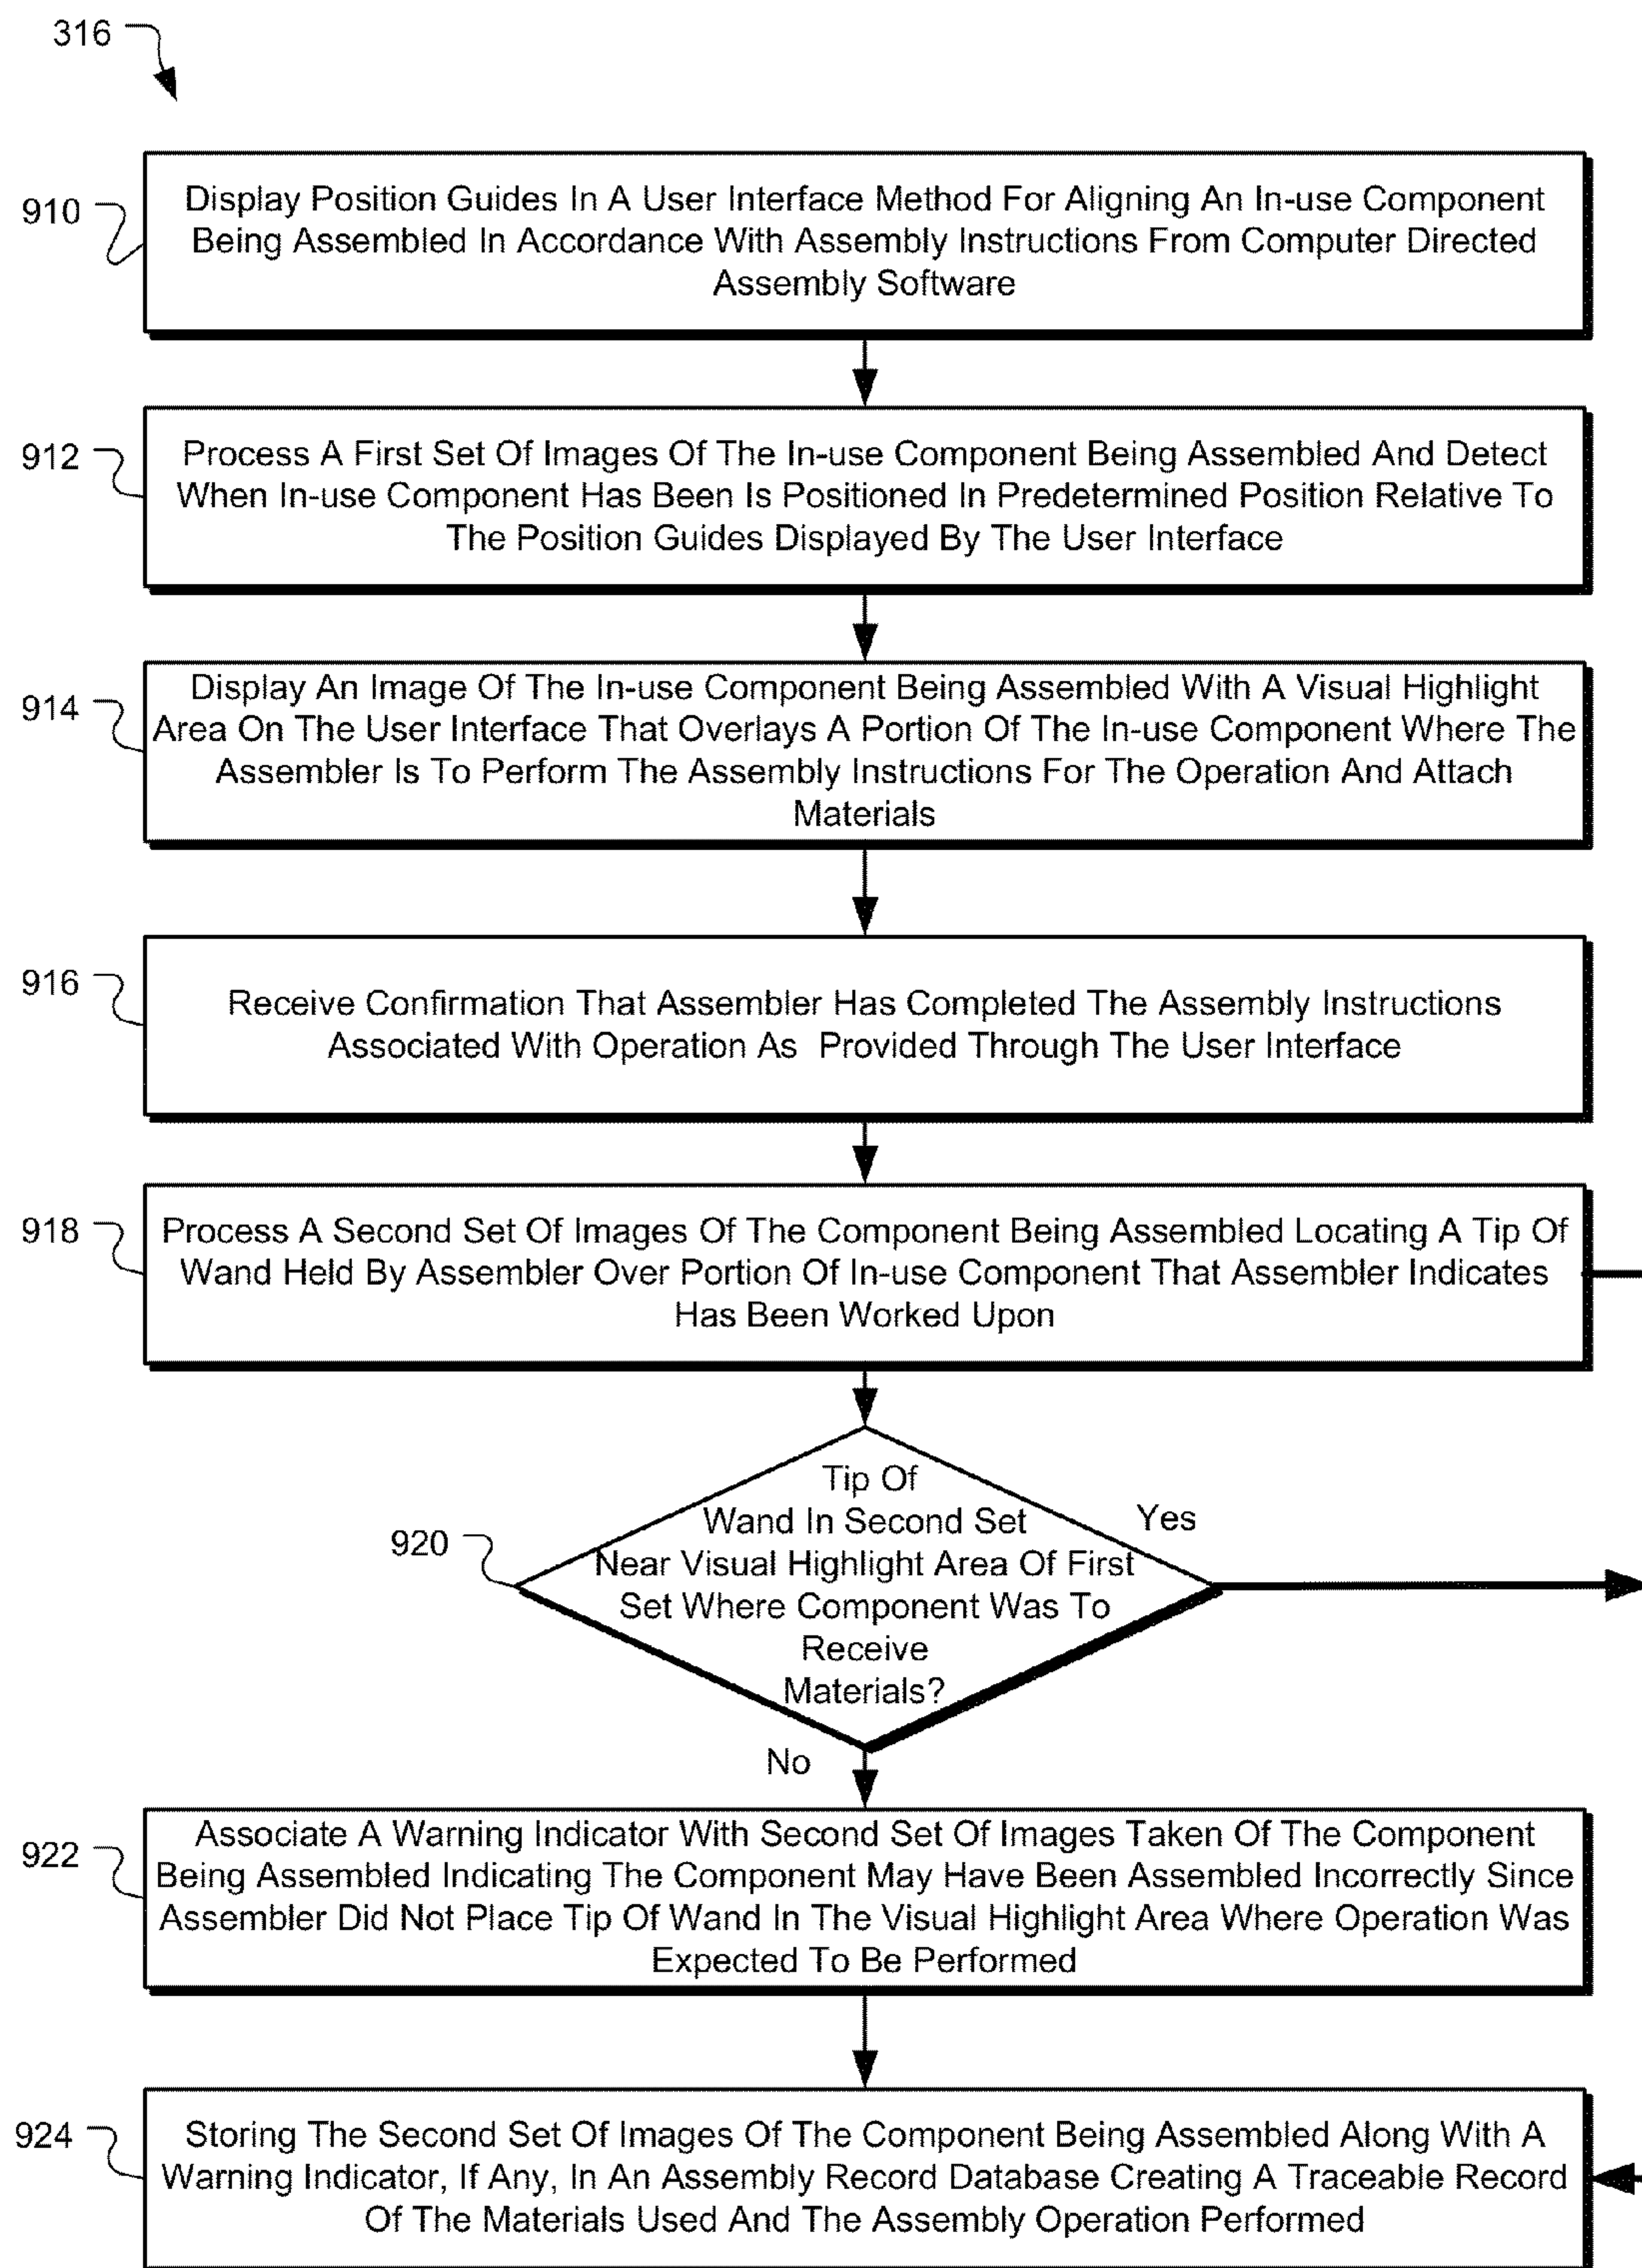 316
910
Display Position Guides In A User Interface Method For Aligning An In-use Component
Being Assembled In Accordance With Assembly Instructions From Computer Directed
Assembly Software
912
Process A First Set Of Images Of The In-use Component Being Assembled And Detect
When In-use Component Has Been Is Positioned In Predetermined Position Relative To
The Position Guides Displayed By The User Interface
914
Display An Image Of The In-use Component Being Assembled With A Visual Highlight
Area On The User Interface That Overlays A Portion Of The In-use Component Where The
Assembler Is To Perform The Assembly Instructions For The Operation And Attach
Materials
916
Receive Confirmation That Assembler Has Completed The Assembly Instructions
Associated With Operation As Provided Through The User Interface
918
Process A Second Set Of Images Of The Component Being Assembled Locating A Tip Of
Wand Held By Assembler Over Portion Of In-use Component That Assembler Indicates
Has Been Worked Upon
920
Tip Of
Wand In Second Set
Near Visual Highlight Area Of First
Set Where Component Was To
Receive
Materials?
Yes
No
922
Associate A Warning Indicator With Second Set Of Images Taken Of The Component
Being Assembled Indicating The Component May Have Been Assembled Incorrectly Since
Assembler Did Not Place Tip Of Wand In The Visual Highlight Area Where Operation Was
Expected To Be Performed
924
Storing The Second Set Of Images Of The Component Being Assembled Along With A
Warning Indicator, If Any, In An Assembly Record Database Creating A Traceable Record
Of The Materials Used And The Assembly Operation Performed